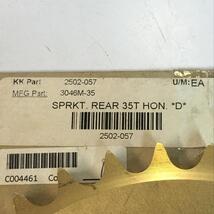 KK Part 2502-057 U/M: EA
MFG Part: 3046M-35
SPRKT. REAR 35T HON. *D*
2502-057
C004461